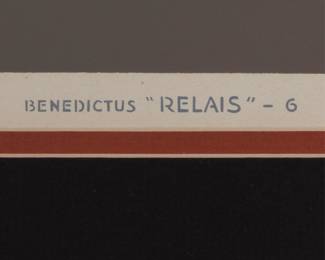 BENEDICTUS "RELAIS" – 6